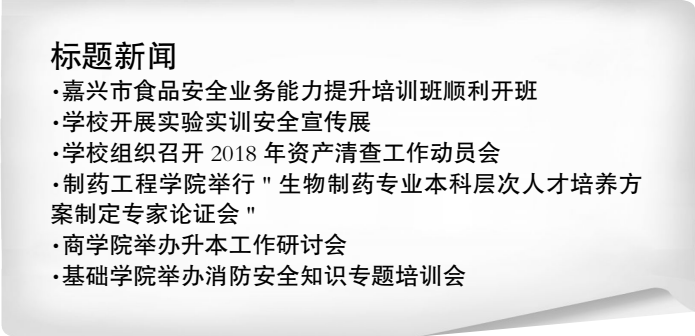 标题新闻
·嘉兴市食品安全业务能力提升培训班顺利开班
·学校开展实验实训安全宣传展
·学校组织召开 2018 年资产清查工作动员会
·制药工程学院举行 " 生物制药专业本科层次人才培养方
案制定专家论证会 "
·商学院举办升本工作研讨会
·基础学院举办消防安全知识专题培训会